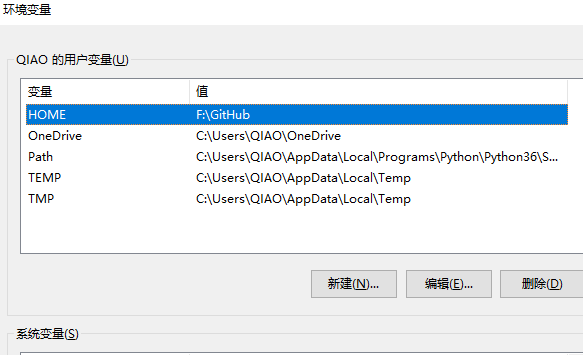 环境变量
QIAO 的用户变量(U)
变量 值
HOME F:\GitHub
OneDrive C:\Users\QIAO\OneDrive
Path C:\Users\QIAO\AppData\Local\Programs\Python\Python36\S...
TEMP C:\Users\QIAO\AppData\Local\Temp
TMP C:\Users\QIAO\AppData\Local\Temp
新建(N)... 编辑(E)... 删除(D)
系统变量(S)